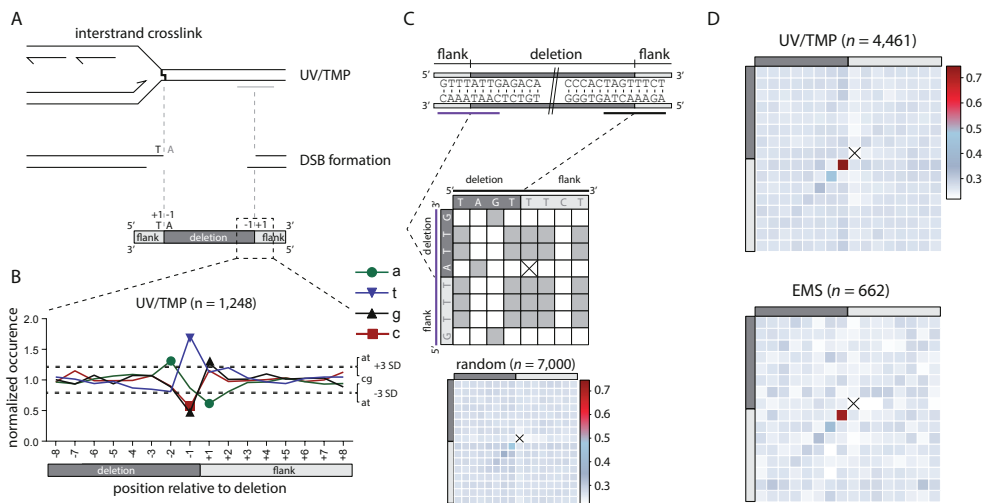 A
interstrand crosslink
UV/TMP
T A
DSB formation
+1 -1
5′ T A -1 +1 3′
flank deletion flank
3′ 5′
B
UV/TMP (n = 1,248)
a
t
g
c
normalized occurence
2.0
1.5
1.0
0.5
0.0
at
+3 SD
cg
-3 SD
at
-8 -7 -6 -5 -4 -3 -2 -1 +1 +2 +3 +4 +5 +6 +7 +8
deletion flank
position relative to deletion
C
flank deletion flank
5′ 3′
GTTTATTGAGACA CCCACTAGTTTCT
CAAATAACTCTGT GGGTGATCAAAGA
3′ 5′
deletion flank
5′ 3′
T A G T T T C T
3′
deletion
flank
5′
G
T
T
A
T
T
T
G
random (n = 7,000)
0.7
0.6
0.5
0.4
0.3
D
UV/TMP (n = 4,461)
0.7
0.6
0.5
0.4
0.3
EMS (n = 662)